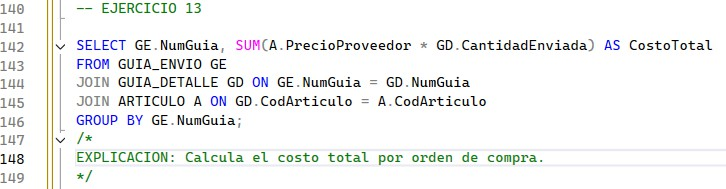 140 -- EJERCICIO 13
141
142 SELECT GE.NumGuia, SUM(A.PrecioProveedor * GD.CantidadEnviada) AS CostoTotal
143 FROM GUIA_ENVIO GE
144 JOIN GUIA_DETALLE GD ON GE.NumGuia = GD.NumGuia
145 JOIN ARTICULO A ON GD.CodArticulo = A.CodArticulo
146 GROUP BY GE.NumGuia;
147 /*
148 EXPLICACION: Calcula el costo total por orden de compra.
149 */